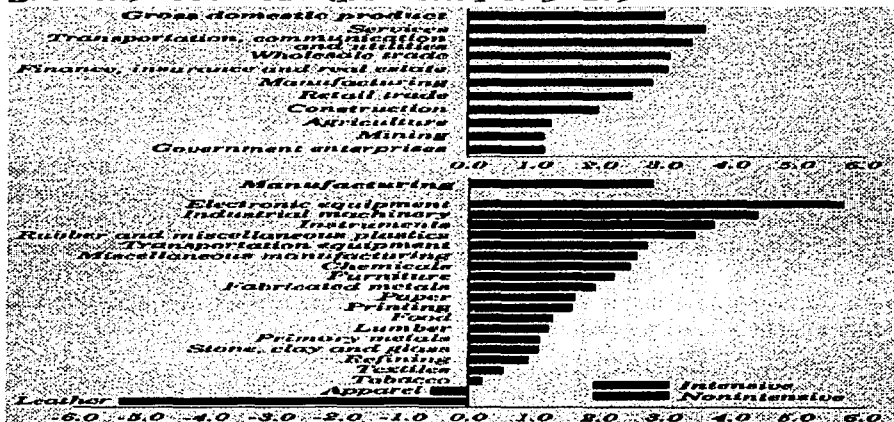 Gross domestic product
Services
Transportation, communication
and utilities
Wholesale trade
Finance, insurance and real estate
Manufacturing
Retail trade
Construction
Agriculture
Mining
Government enterprises
0.0 1.0 2.0 3.0 4.0 5.0 6.0
Manufacturing
Electronic equipment
Industrial machinery
Instruments
Rubber and miscellaneous plastics
Transportation equipment
Miscellaneous manufacturing
Chemicals
Furniture
Fabricated metals
Paper
Printing
Food
Lumber
Primary metals
Stone, clay and glass
Refining
Textiles
Tobacco
Apparel
Leather
Intensive
Nonintensive
-6.0 -5.0 -4.0 -3.0 -2.0 -1.0 0.0 1.0 2.0 3.0 4.0 5.0 6.0